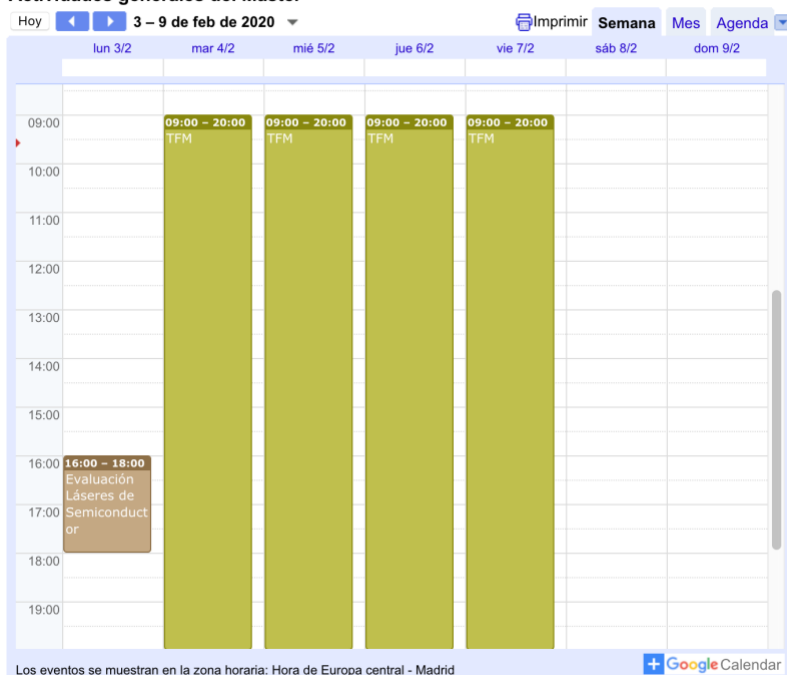 Actividades generales del Máster
Hoy 3 – 9 de feb de 2020 Imprimir Semana Mes Agenda
lun 3/2 mar 4/2 mié 5/2 jue 6/2 vie 7/2 sáb 8/2 dom 9/2
09:00 09:00 – 20:00 09:00 – 20:00 09:00 – 20:00 09:00 – 20:00
TFM TFM TFM TFM
10:00
11:00
12:00
13:00
14:00
15:00
16:00 16:00 – 18:00
Evaluación
Láseres de
17:00 Semiconduct
or
18:00
19:00
Los eventos se muestran en la zona horaria: Hora de Europa central - Madrid
Google Calendar